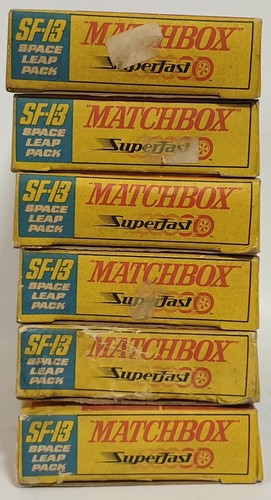 SF-13
SPACE
LEAP
PACK
"MATCHBOX"
Superfast
SF-13
SPACE
LEAP
PACK
"MATCHBOX"
Superfast
SF-13
SPACE
LEAP
PACK
"MATCHBOX"
Superfast
SF-13
SPACE
LEAP
PACK
"MATCHBOX"
Superfast
SF-13
SPACE
LEAP
PACK
"MATCHBOX"
Superfast
SF-13
SPACE
LEAP
PACK
"MATCHBOX"
Superfast